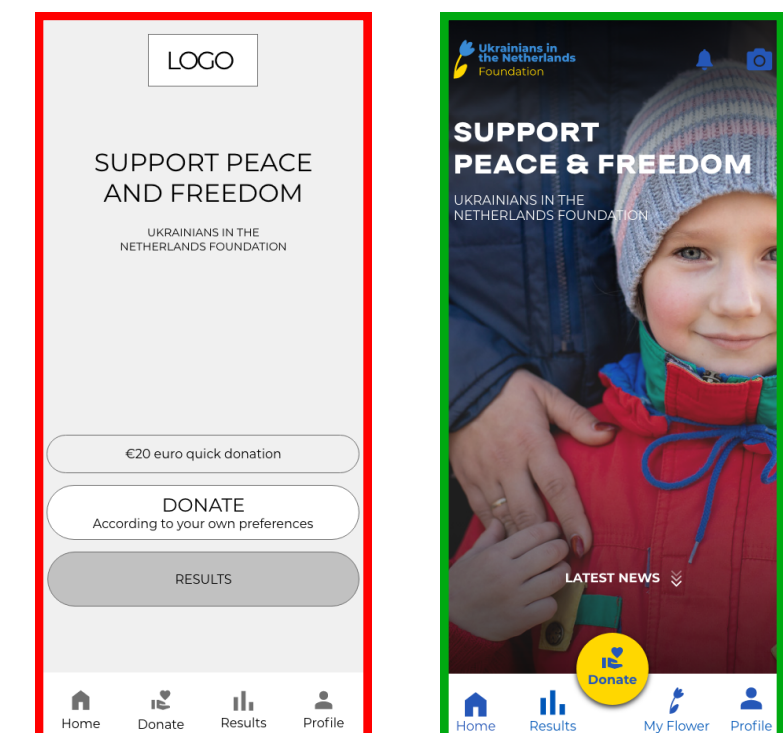 LOGO
SUPPORT PEACE
AND FREEDOM
UKRAINIANS IN THE
NETHERLANDS FOUNDATION
€20 euro quick donation
DONATE
According to your own preferences
RESULTS
Home
Donate
Results
Profile
Ukrainians in
the Netherlands
Foundation
SUPPORT
PEACE & FREEDOM
UKRAINIANS IN THE
NETHERLANDS FOUNDATION
LATEST NEWS
Donate
Home
Results
My Flower
Profile